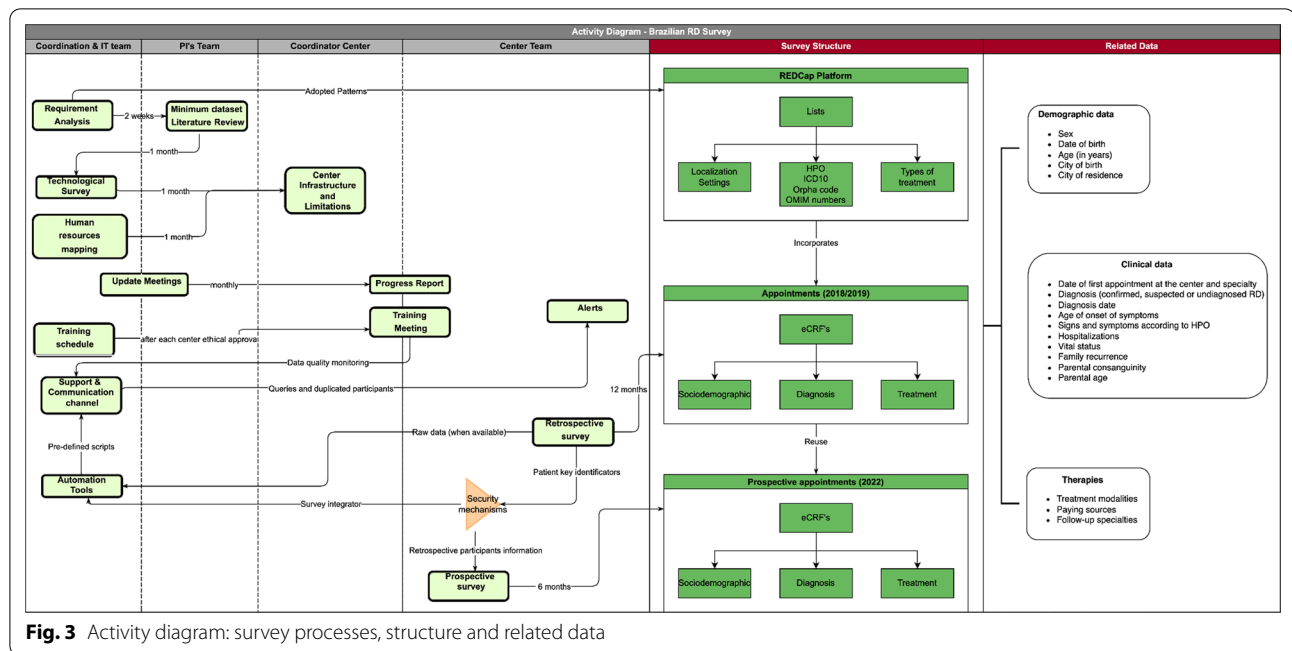 Activity Diagram - Brazilian RD Survey
Coordination & IT team
PI's Team
Coordinator Center
Center Team
Survey Structure
Related Data
Adopted Patterns
Requirement
Analysis
2 weeks
Minimum dataset
Literature Review
1 month
Technological
Survey
1 month
Center
Infrastructure
and
Limitations
Human
resources
mapping
1 month
Update Meetings
monthly
Progress Report
Training
schedule
after each center ethical approval
Training
Meeting
Alerts
Data quality monitoring
Support &
Communication
channel
Queries and duplicated participants
12 months
Pre-defined scripts
Raw data (when available)
Retrospective
survey
Patient key identificators
Automation
Tools
Survey integrator
Security
mechanisms
Retrospective participants information
Prospective
survey
6 months
REDCap Platform
Lists
Localization
Settings
HPO
ICD10
Orpha code
OMIM numbers
Types of
treatment
Incorporates
Appointments (2018/2019)
eCRF's
Sociodemographic
Diagnosis
Treatment
Reuse
Prospective appointments (2022)
eCRF's
Sociodemographic
Diagnosis
Treatment
Demographic data
• Sex
• Date of birth
• Age (in years)
• City of birth
• City of residence
Clinical data
• Date of first appointment at the center and specialty
• Diagnosis (confirmed, suspected or undiagnosed RD)
• Diagnosis date
• Age of onset of symptoms
• Signs and symptoms according to HPO
• Hospitalizations
• Vital status
• Family recurrence
• Parental consanguinity
• Parental age
Therapies
• Treatment modalities
• Paying sources
• Follow-up specialties
Fig. 3 Activity diagram: survey processes, structure and related data